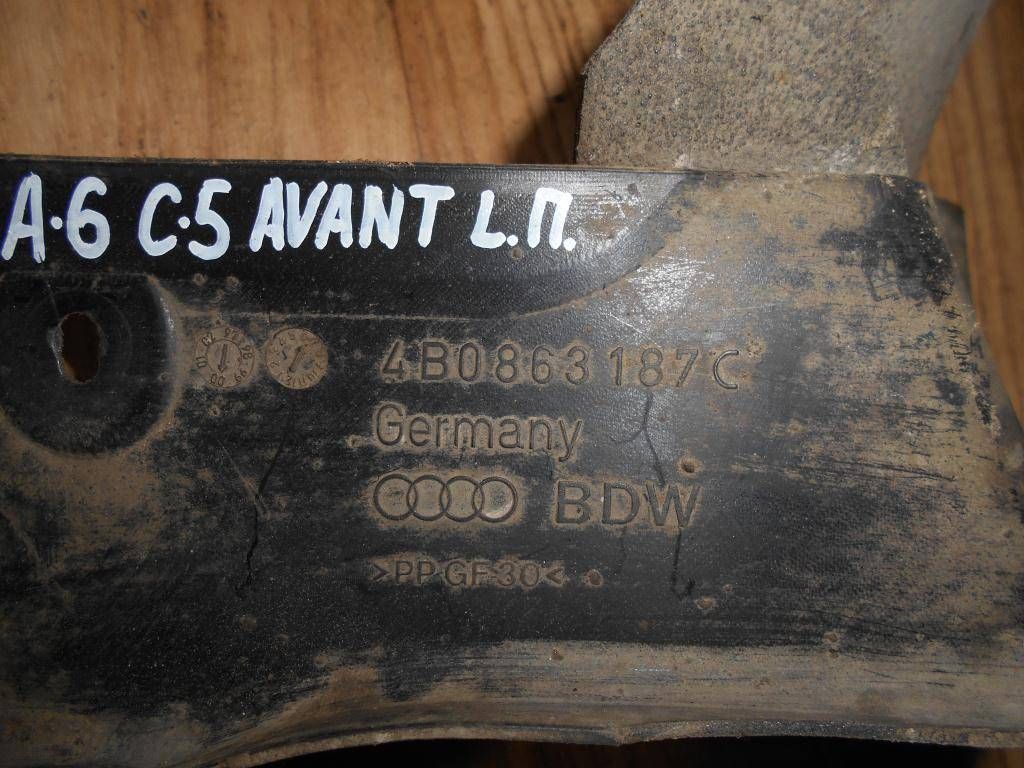 A·6 C·5 AVANT L.П.
4B0863187C
Germany
BDW
>PP-GF30<